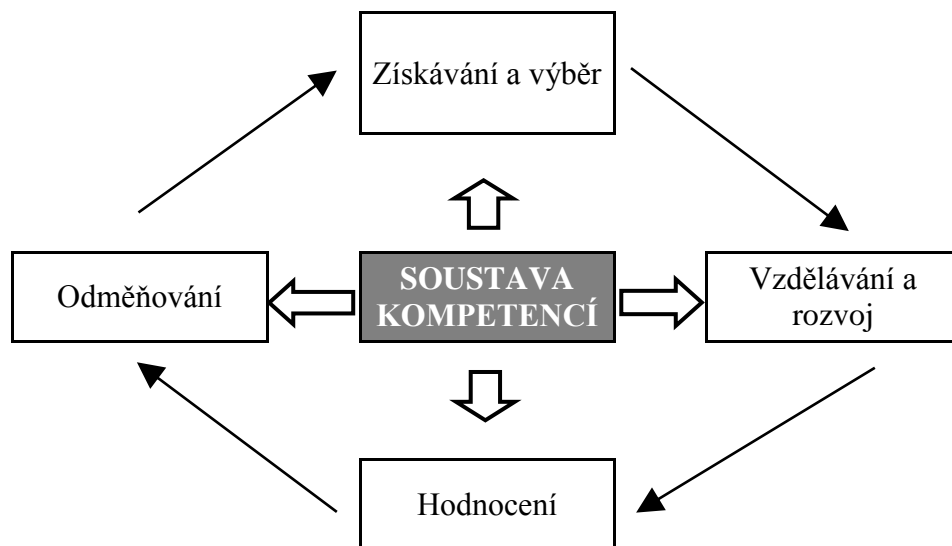 Získávání a výběr
Odměňování
SOUSTAVA
KOMPETENCÍ
Vzdělávání a
rozvoj
Hodnocení